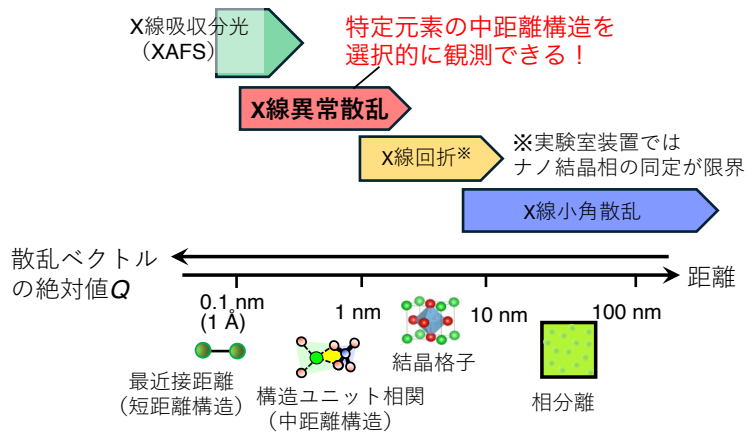 X線吸収分光
（XAFS）
特定元素の中距離構造を
選択的に観測できる！
X線異常散乱
X線回折※
※実験室装置では
ナノ結晶相の同定が限界
X線小角散乱
散乱ベクトル
の絶対値Q
距離
0.1 nm
(1 Å)
1 nm
10 nm
100 nm
最近接距離
（短距離構造）
構造ユニット相関
（中距離構造）
結晶格子
相分離